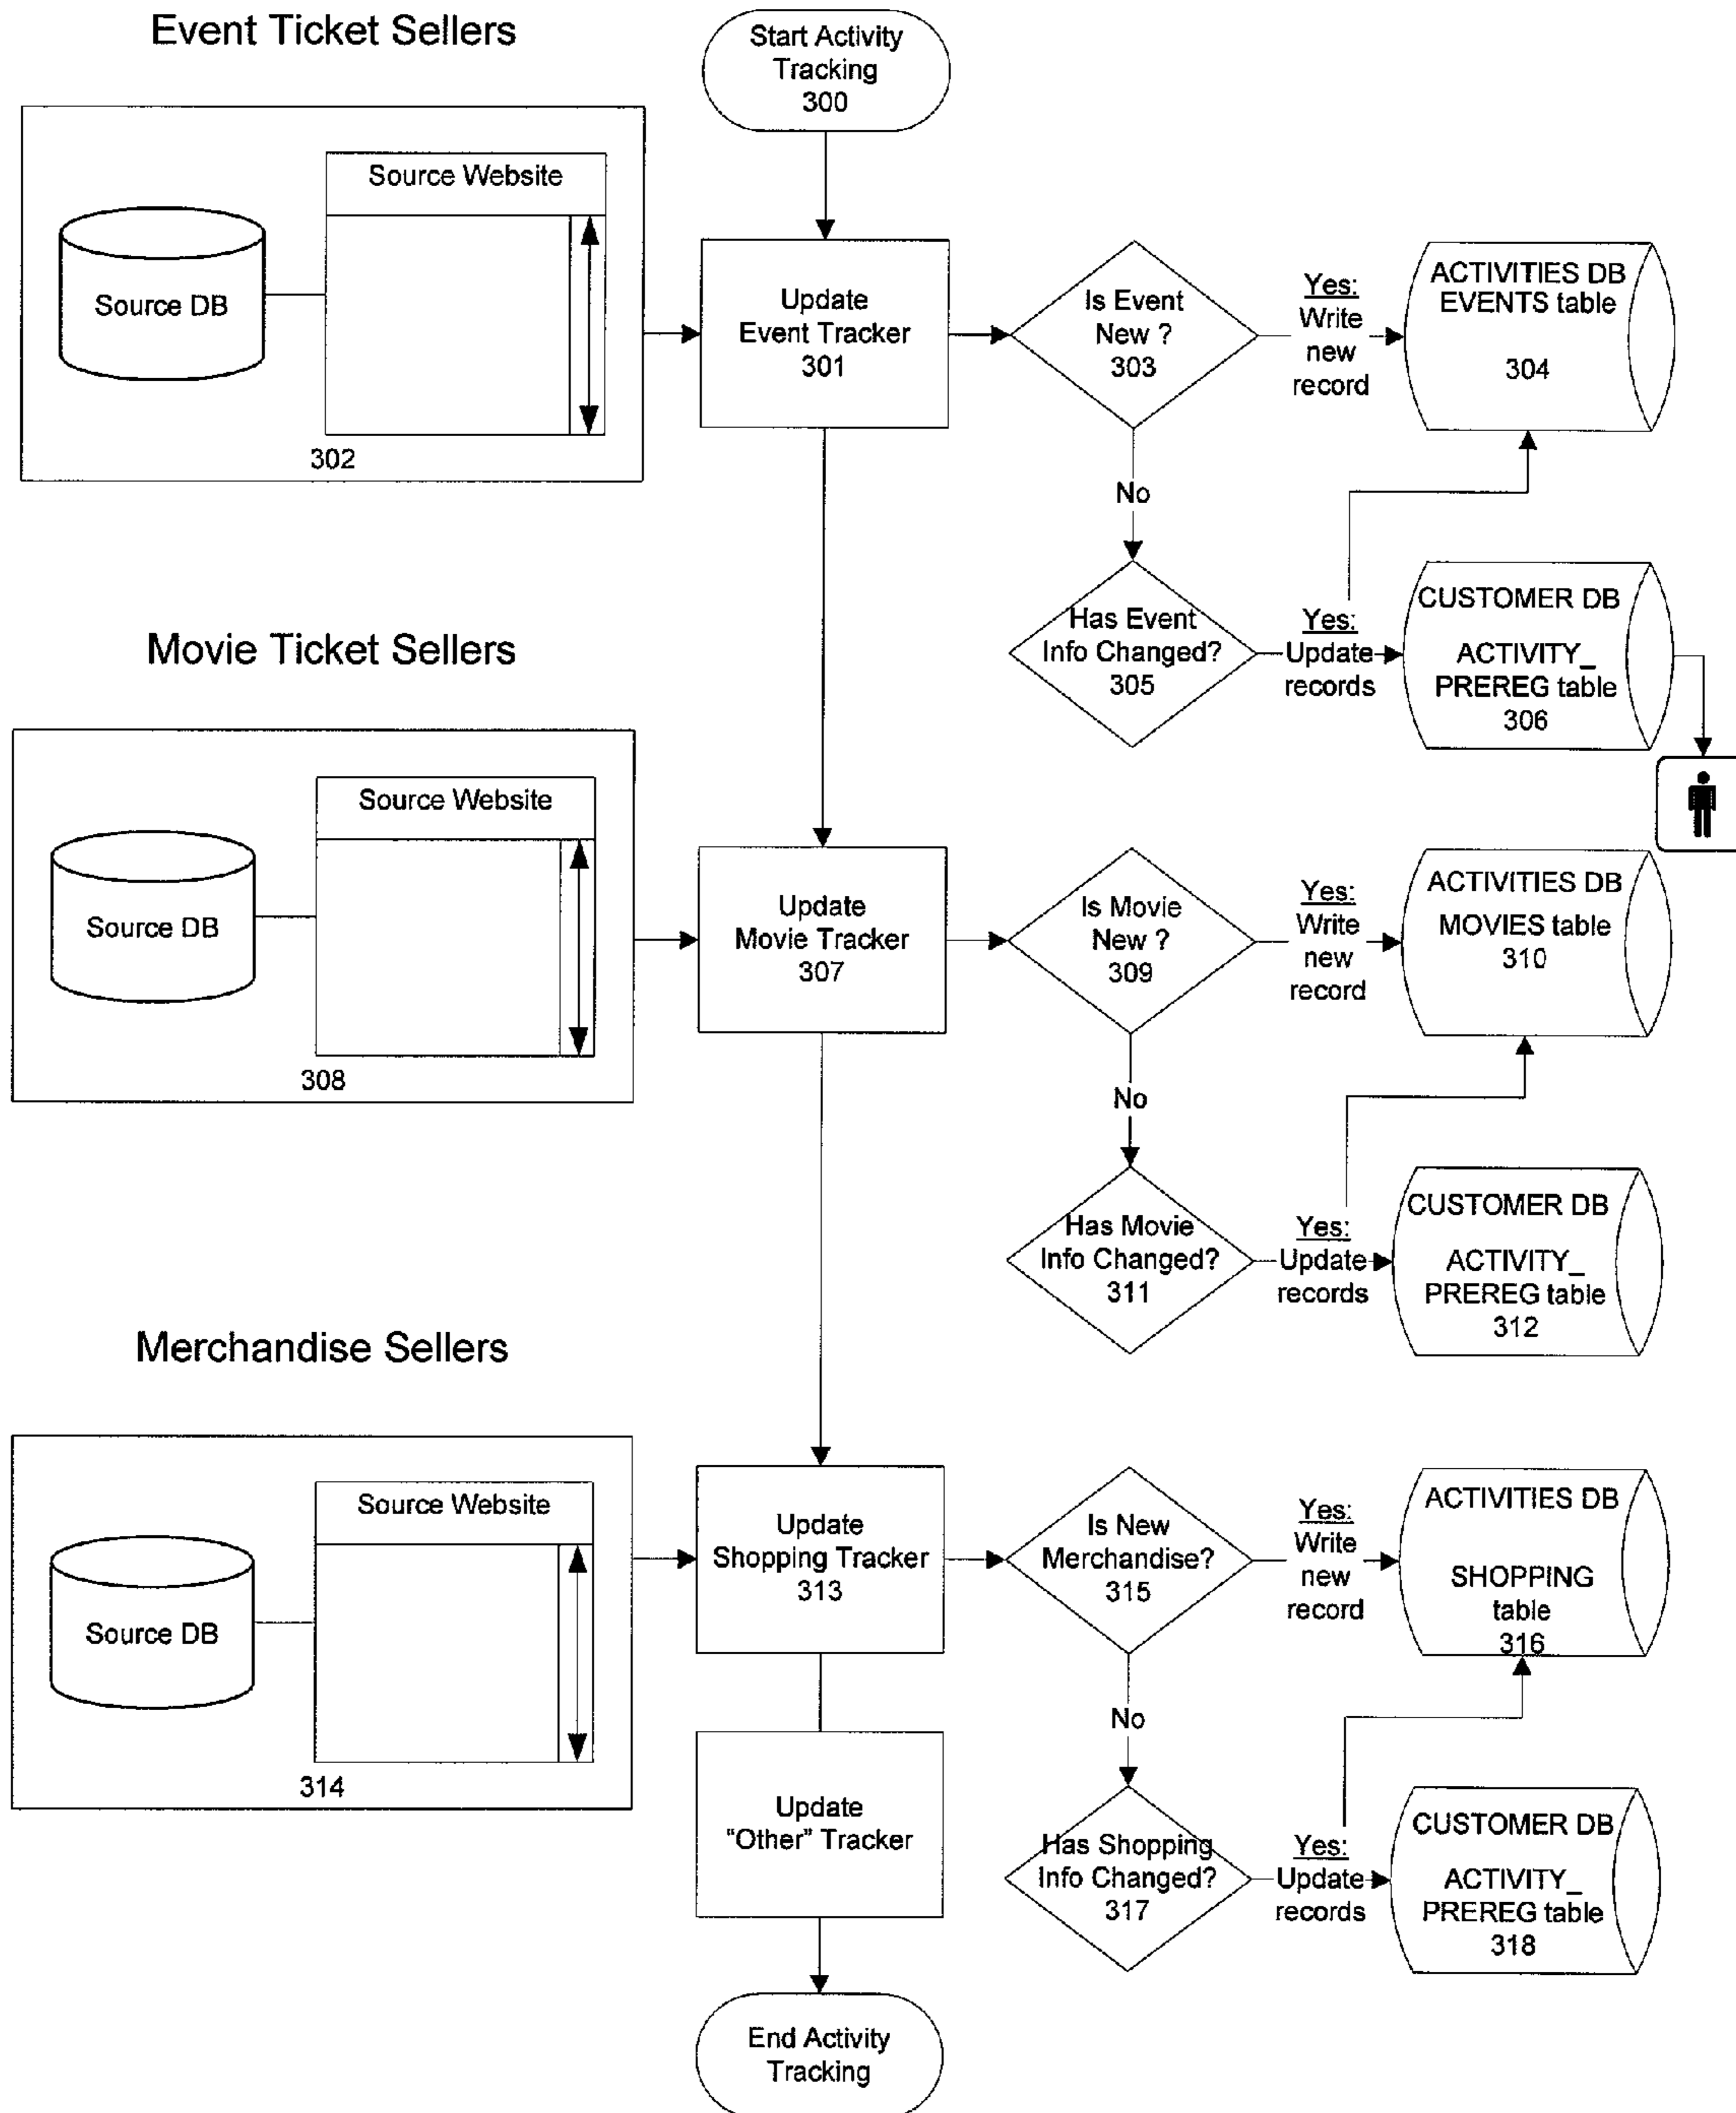 Event Ticket Sellers
Start Activity
Tracking
300
Source Website
Source DB
302
Update
Event Tracker
301
Is Event
New ?
303
Yes:
Write
new
record
ACTIVITIES DB
EVENTS table
304
No
Has Event
Info Changed?
305
Yes:
Update
records
CUSTOMER DB
ACTIVITY_
PREREG table
306
Movie Ticket Sellers
Source Website
Source DB
308
Update
Movie Tracker
307
Is Movie
New ?
309
Yes:
Write
new
record
ACTIVITIES DB
MOVIES table
310
No
Has Movie
Info Changed?
311
Yes:
Update
records
CUSTOMER DB
ACTIVITY_
PREREG table
312
Merchandise Sellers
Source Website
Source DB
314
Update
Shopping Tracker
313
Is New
Merchandise?
315
Yes:
Write
new
record
ACTIVITIES DB
SHOPPING
table
316
No
Has Shopping
Info Changed?
317
Yes:
Update
records
CUSTOMER DB
ACTIVITY_
PREREG table
318
Update
“Other” Tracker
End Activity
Tracking